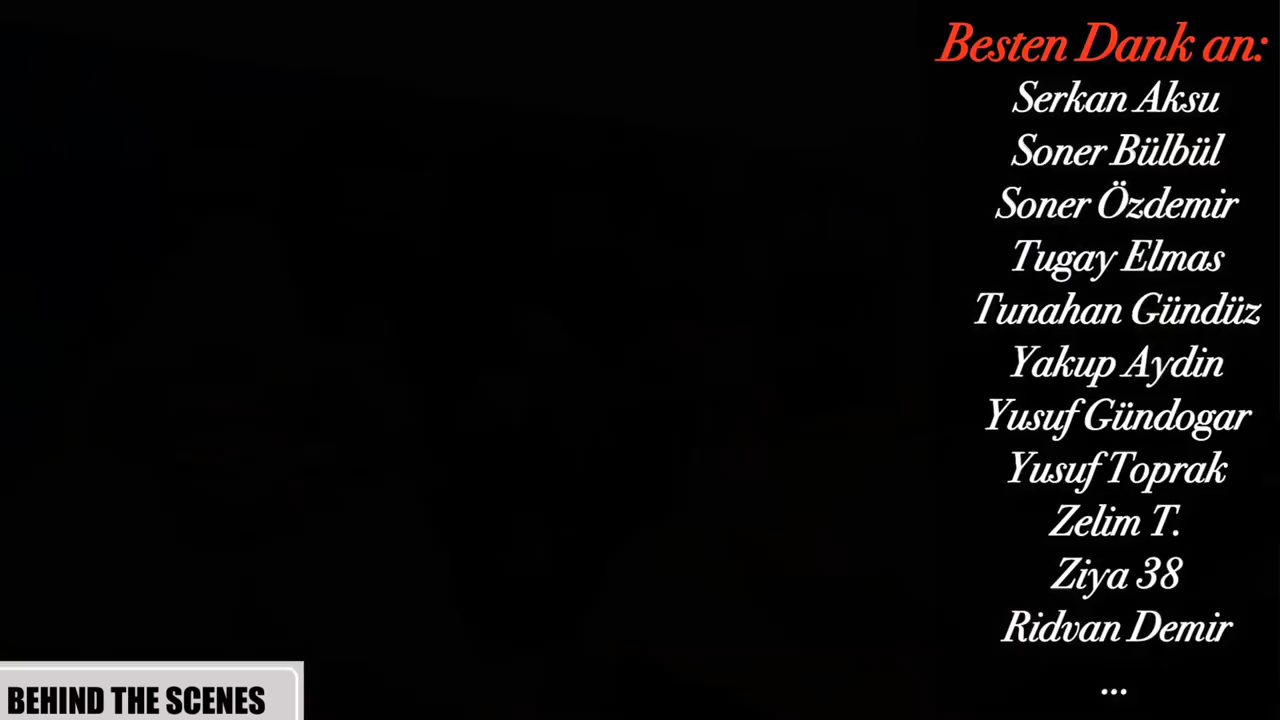 Besten Dank an:
Serkan Aksu
Soner Bülbül
Soner Özdemir
Tugay Elmas
Tunahan Gündüz
Yakup Aydin
Yusuf Gündogar
Yusuf Toprak
Zelim T.
Ziya 38
Ridvan Demir
...
BEHIND THE SCENES